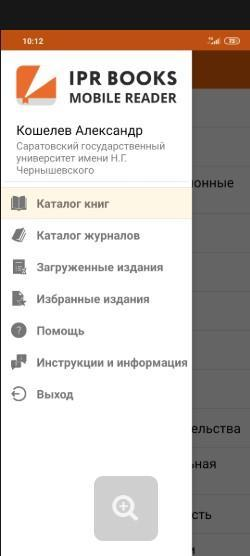 10:12
IPR BOOKS
MOBILE READER
Кошелев Александр
Саратовский государственный
университет имени Н.Г.
Чернышевского
ионные
Каталог книг
Каталог журналов
Загруженные издания
Избранные издания
Помощь
Инструкции и информация
Выход
ельства
ьная
сть